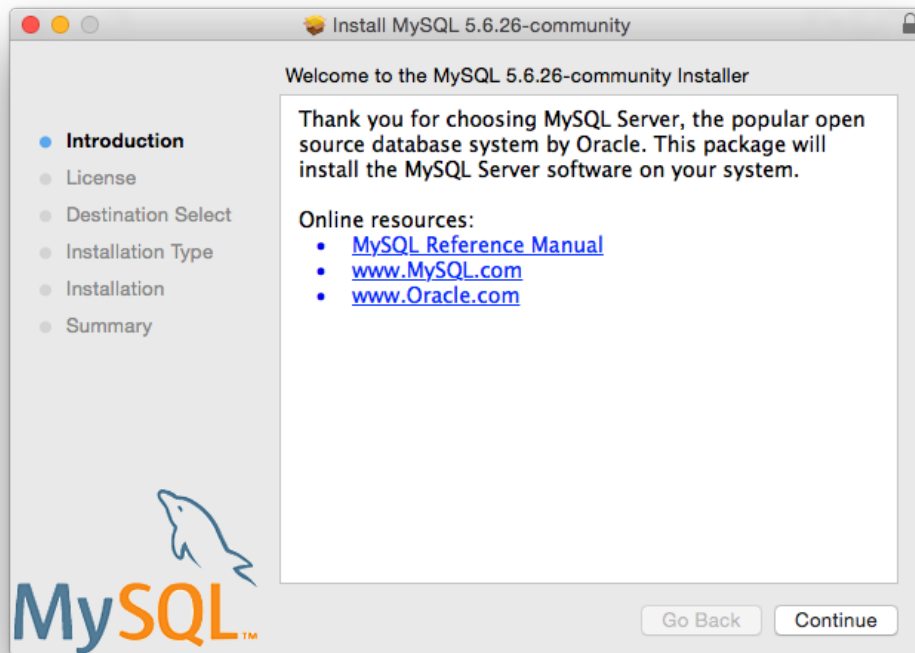 Install MySQL 5.6.26-community
Welcome to the MySQL 5.6.26-community Installer
Introduction
License
Destination Select
Installation Type
Installation
Summary
Thank you for choosing MySQL Server, the popular open
source database system by Oracle. This package will
install the MySQL Server software on your system.
Online resources:
• MySQL Reference Manual
• www.MySQL.com
• www.Oracle.com
MySQL™
Go Back
Continue